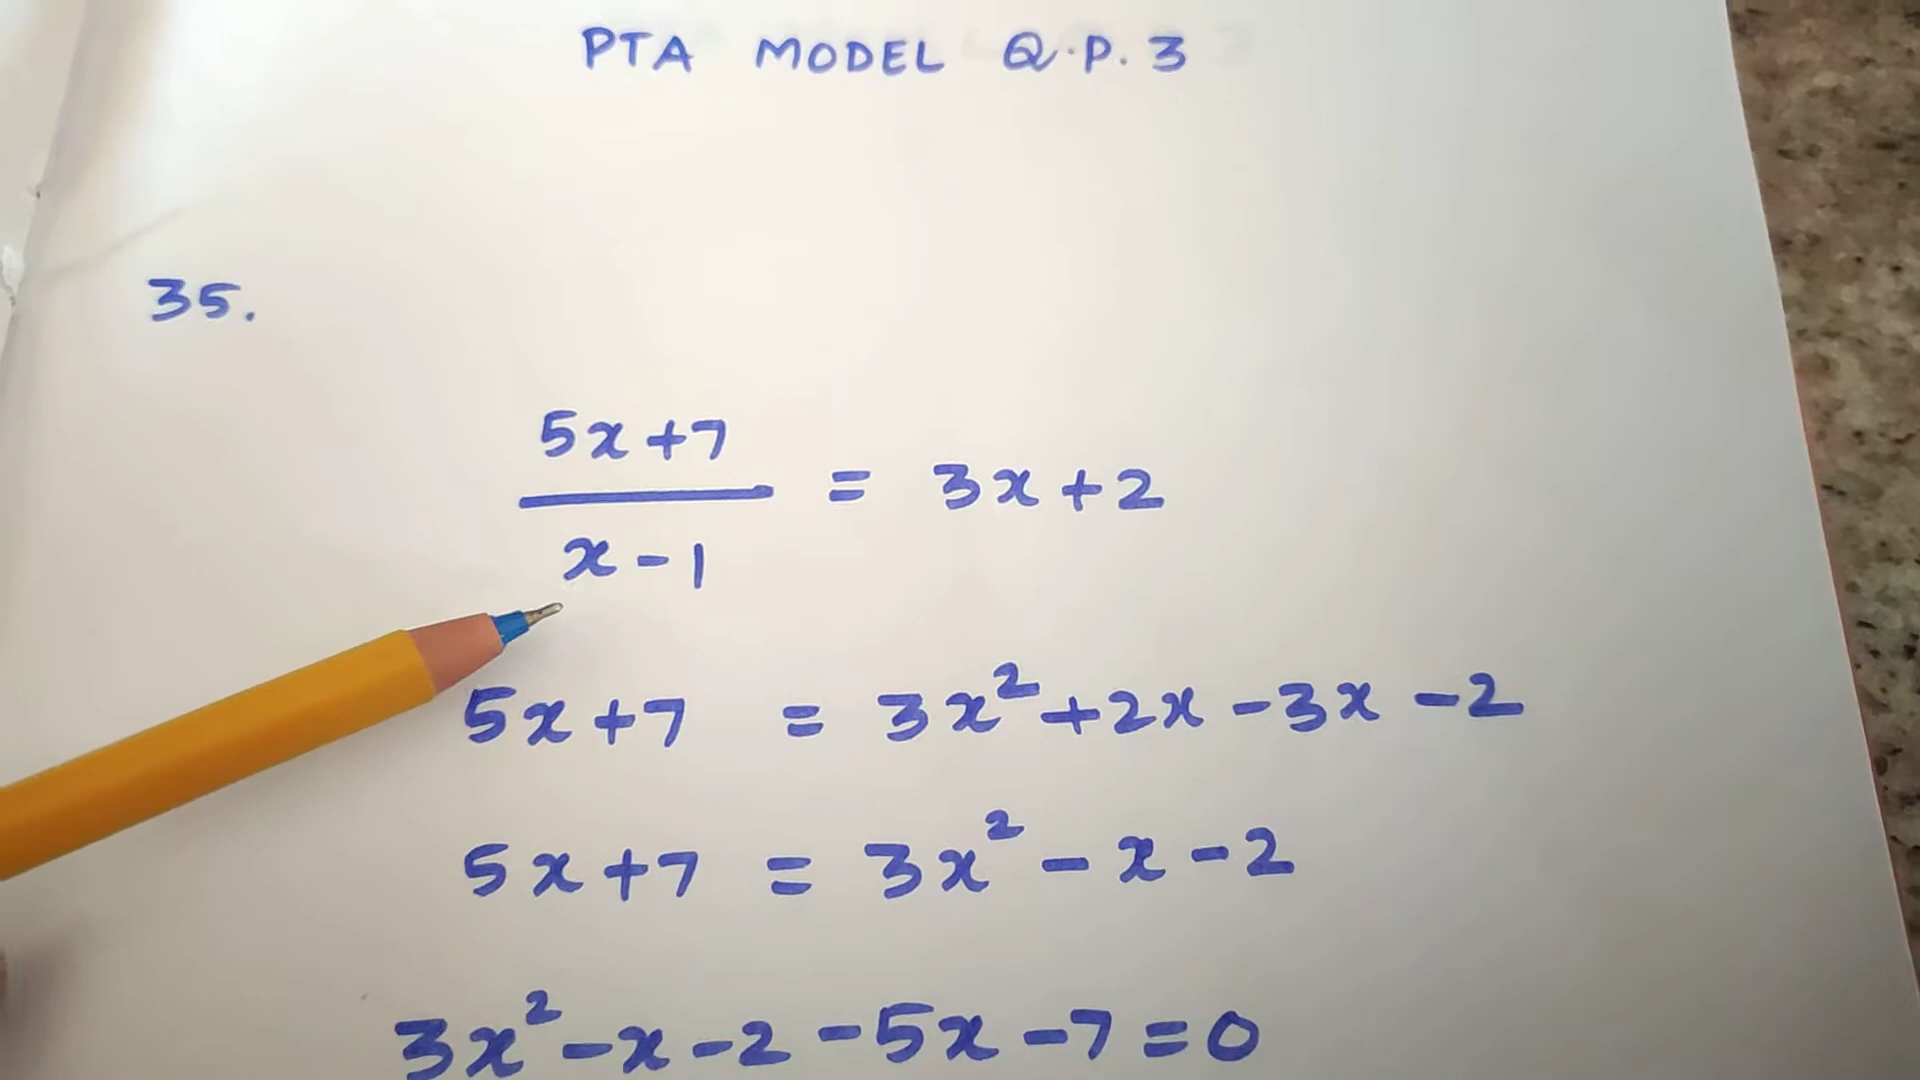 PTA MODEL Q.P. 3
35.
5x+7
x-1
= 3x+2
5x+7 = 3x²+2x-3x-2
5x+7 = 3x²-x-2
3x²-x-2-5x-7=0